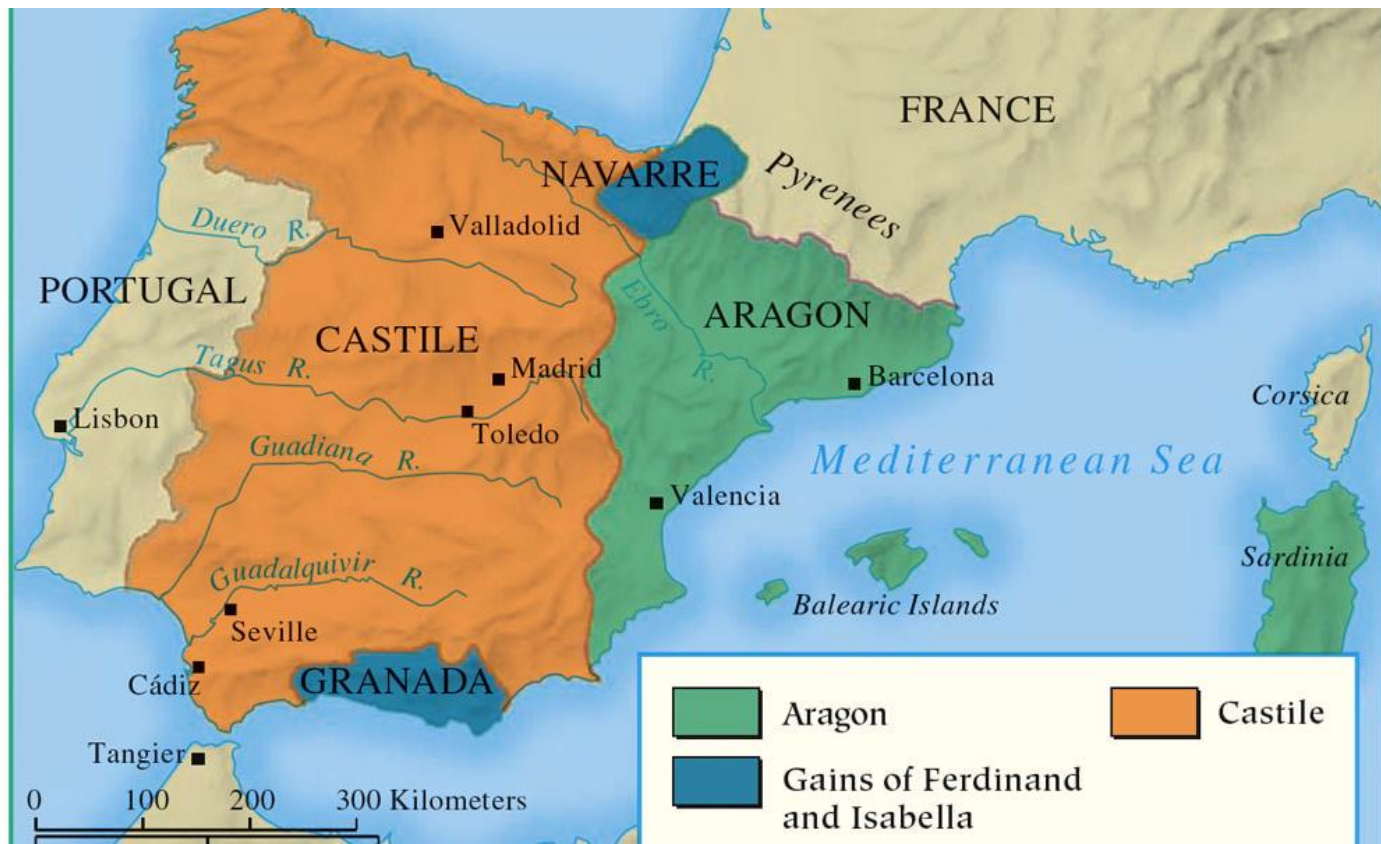 FRANCE
NAVARRE
Pyrenees
Valladolid
Duero R.
PORTUGAL
Ebro R.
ARAGON
CASTILE
Tagus R.
Madrid
Barcelona
Corsica
Lisbon
Toledo
Guadiana R.
Mediterranean Sea
Valencia
Guadalquivir R.
Sardinia
Balearic Islands
Seville
Cádiz
GRANADA
Tangier
0 100 200 300 Kilometers
Aragon
Castile
Gains of Ferdinand
and Isabella